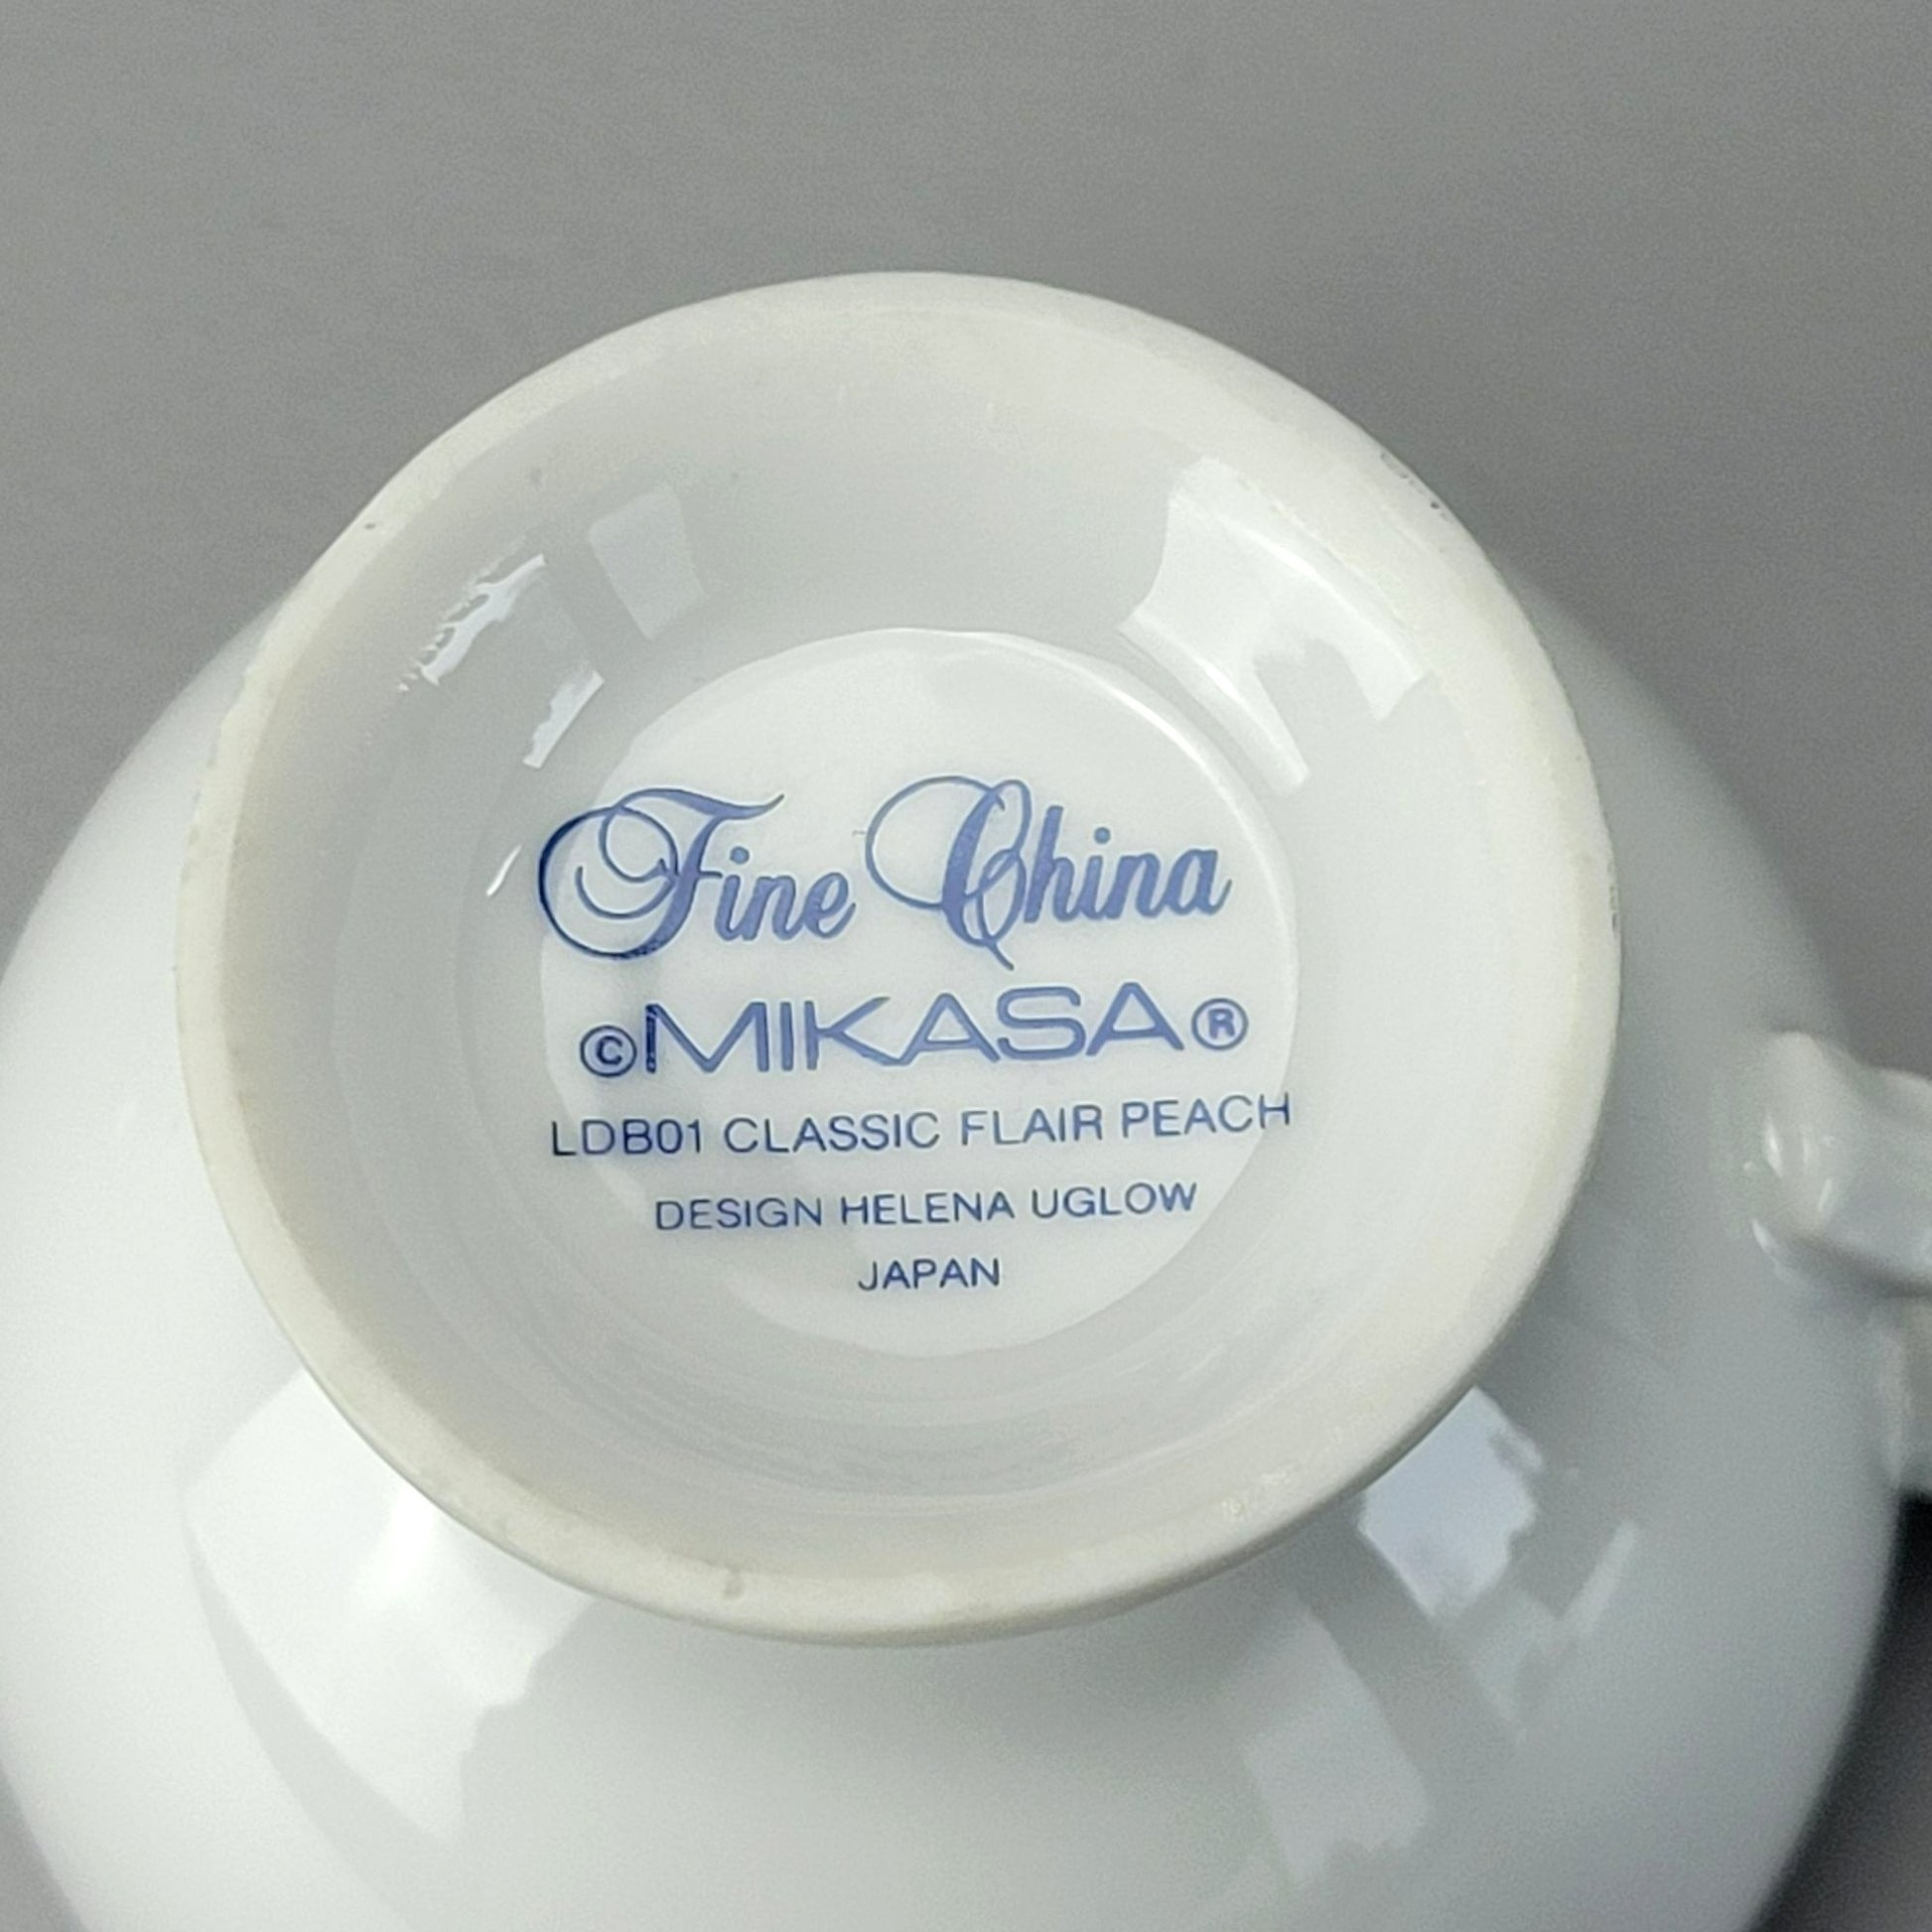 Fine China
©MIKASA®
LDB01 CLASSIC FLAIR PEACH
DESIGN HELENA UGLOW
JAPAN